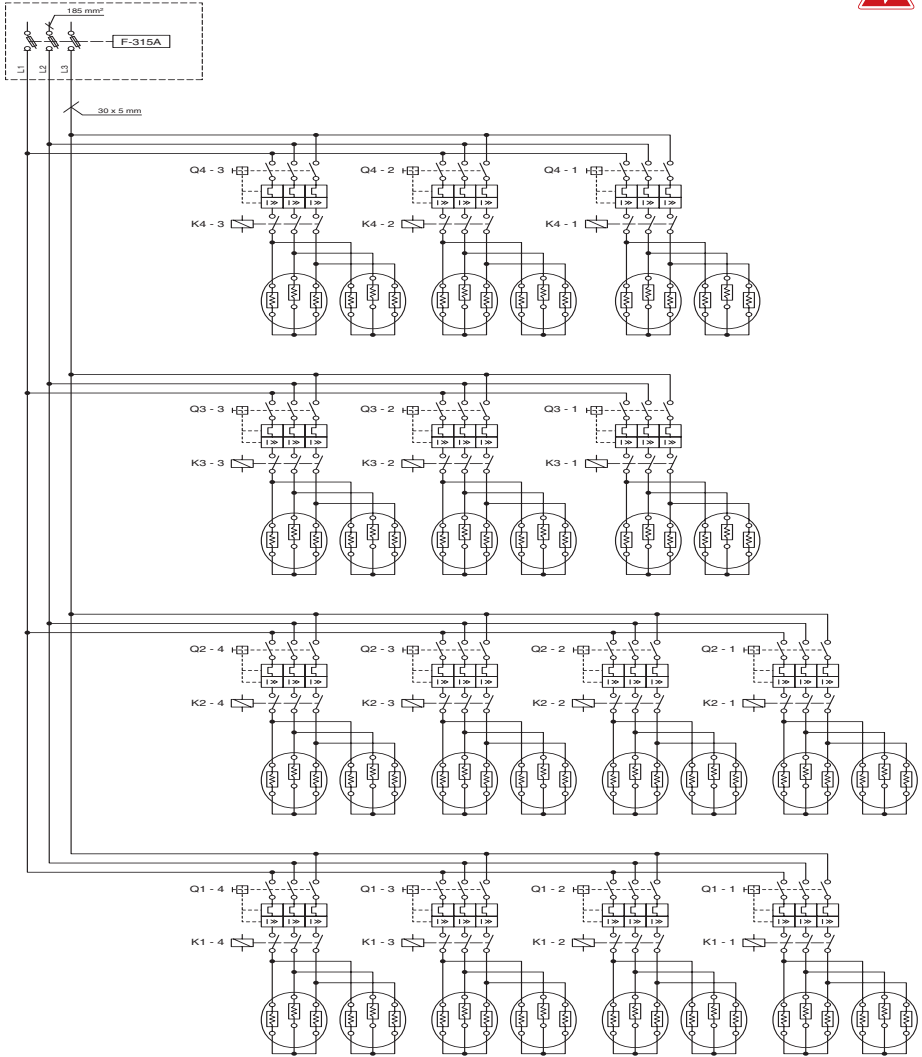 185 mm²
F-315A
L1 L2 L3
30 x 5 mm
Q4 - 3 Q4 - 2 Q4 - 1
I≫ I≫ I≫ I≫ I≫ I≫ I≫ I≫ I≫
K4 - 3 K4 - 2 K4 - 1
Q3 - 3 Q3 - 2 Q3 - 1
I≫ I≫ I≫ I≫ I≫ I≫ I≫ I≫ I≫
K3 - 3 K3 - 2 K3 - 1
Q2 - 4 Q2 - 3 Q2 - 2 Q2 - 1
I≫ I≫ I≫ I≫ I≫ I≫ I≫ I≫ I≫ I≫ I≫ I≫
K2 - 4 K2 - 3 K2 - 2 K2 - 1
Q1 - 4 Q1 - 3 Q1 - 2 Q1 - 1
I≫ I≫ I≫ I≫ I≫ I≫ I≫ I≫ I≫ I≫ I≫ I≫
K1 - 4 K1 - 3 K1 - 2 K1 - 1